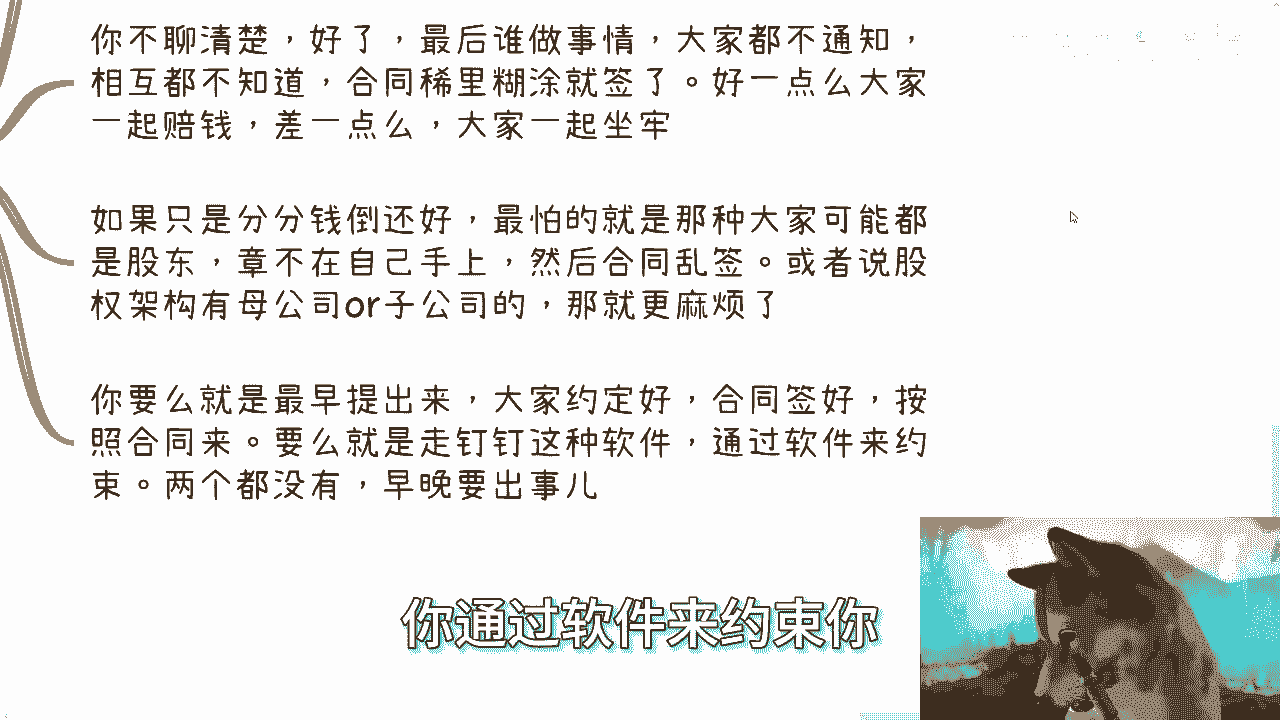 你不聊清楚，好了，最后谁做事情，大家都不通知，
相互都不知道，合同稀里糊涂就签了。好一点么大家
一起赔钱，差一点么，大家一起坐牢
如果只是分分钱倒还好，最怕的就是那种大家可能都
是股东，章不在自己手上，然后合同乱签。或者说股
权架构有母公司or子公司的，那就更麻烦了
你要么就是最早提出来，大家约定好，合同签好，按
照合同来。要么就是走钉钉这种软件，通过软件来约
束。两个都没有，早晚要出事儿
你通过软件来约束你